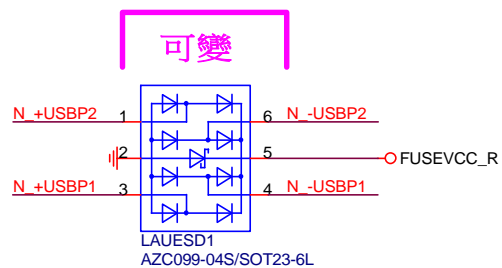 可變
N_+USBP2 1 6 N_-USBP2
2 5 FUSEVCC_R
N_+USBP1 3 4 N_-USBP1
LAUESD1
AZC099-04S/SOT23-6L